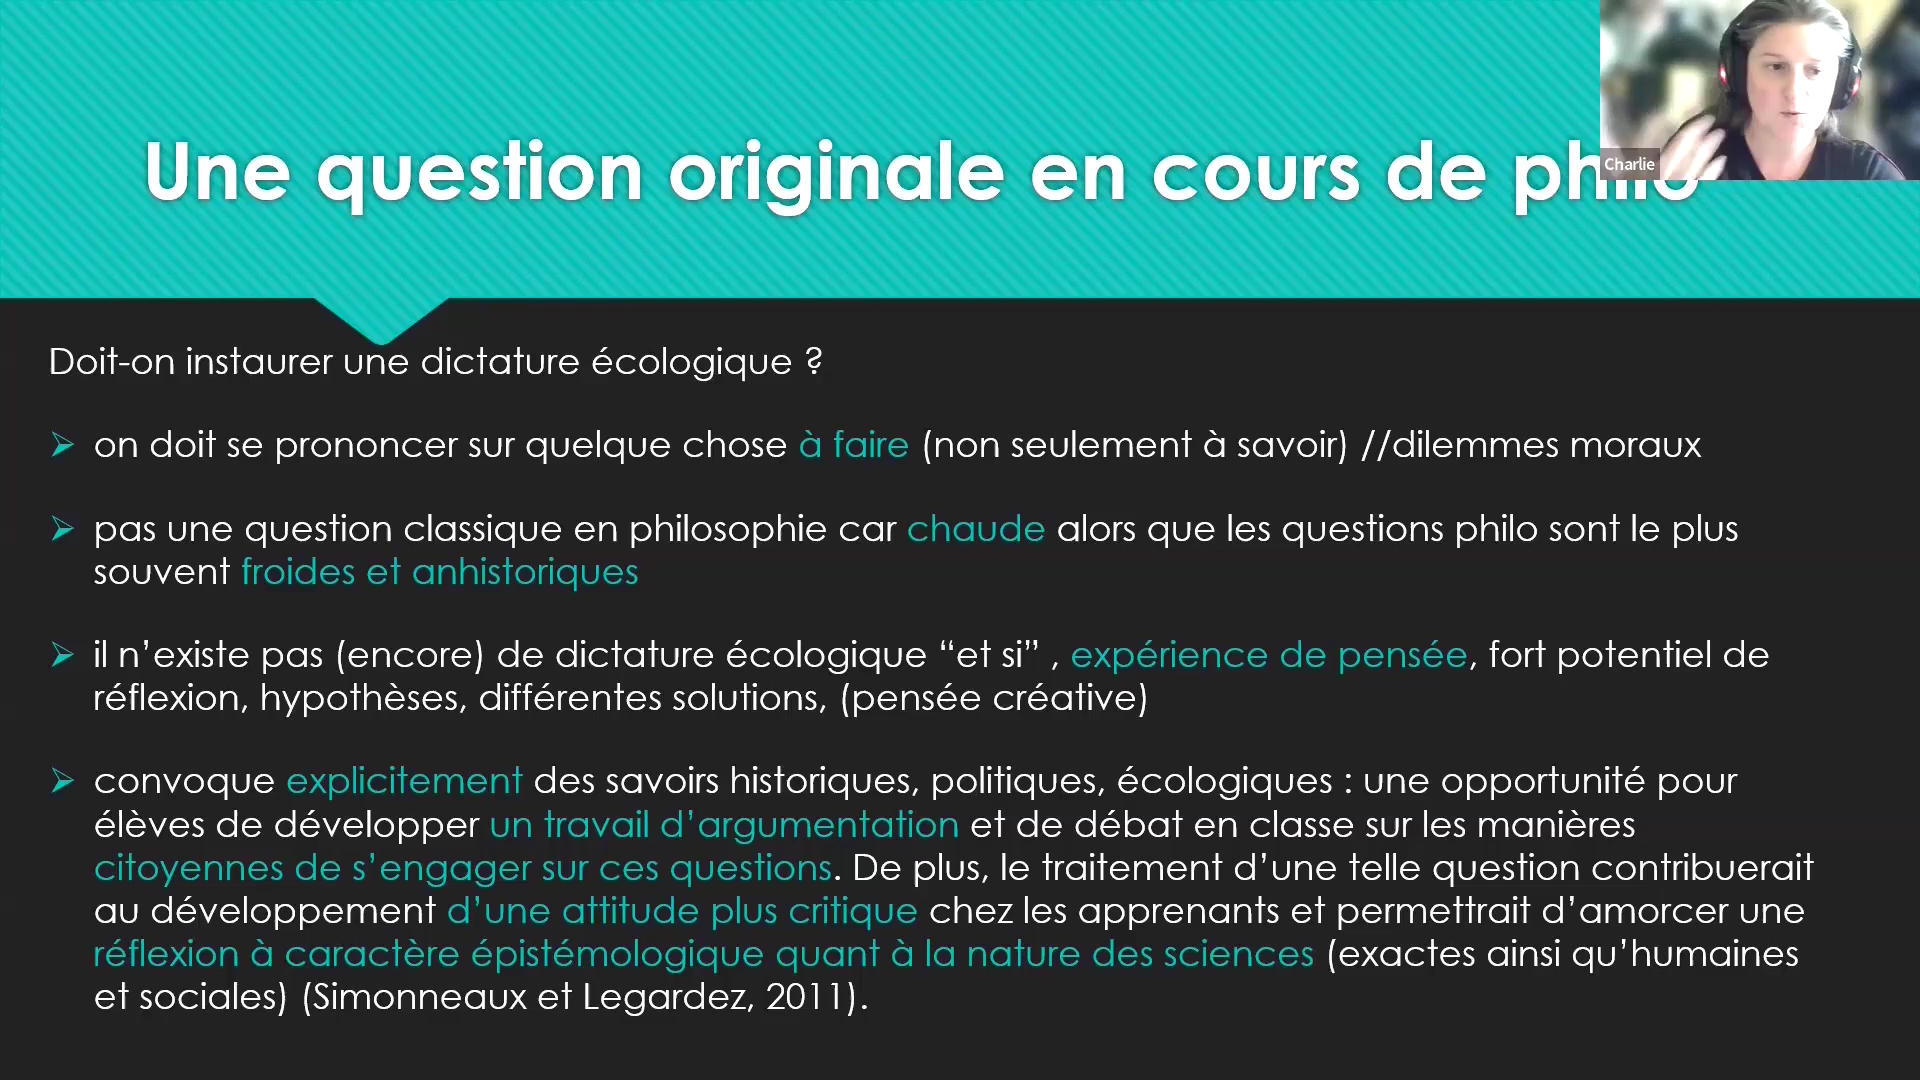 Une question originale en cours de philo
Charlie
Doit-on instaurer une dictature écologique ?
on doit se prononcer sur quelque chose à faire (non seulement à savoir) //dilemmes moraux
pas une question classique en philosophie car chaude alors que les questions philo sont le plus
souvent froides et anhistoriques
il n’existe pas (encore) de dictature écologique “et si” , expérience de pensée, fort potentiel de
réflexion, hypothèses, différentes solutions, (pensée créative)
convoque explicitement des savoirs historiques, politiques, écologiques : une opportunité pour
élèves de développer un travail d’argumentation et de débat en classe sur les manières
citoyennes de s’engager sur ces questions. De plus, le traitement d’une telle question contribuerait
au développement d’une attitude plus critique chez les apprenants et permettrait d’amorcer une
réflexion à caractère épistémologique quant à la nature des sciences (exactes ainsi qu’humaines
et sociales) (Simonneaux et Legardez, 2011).